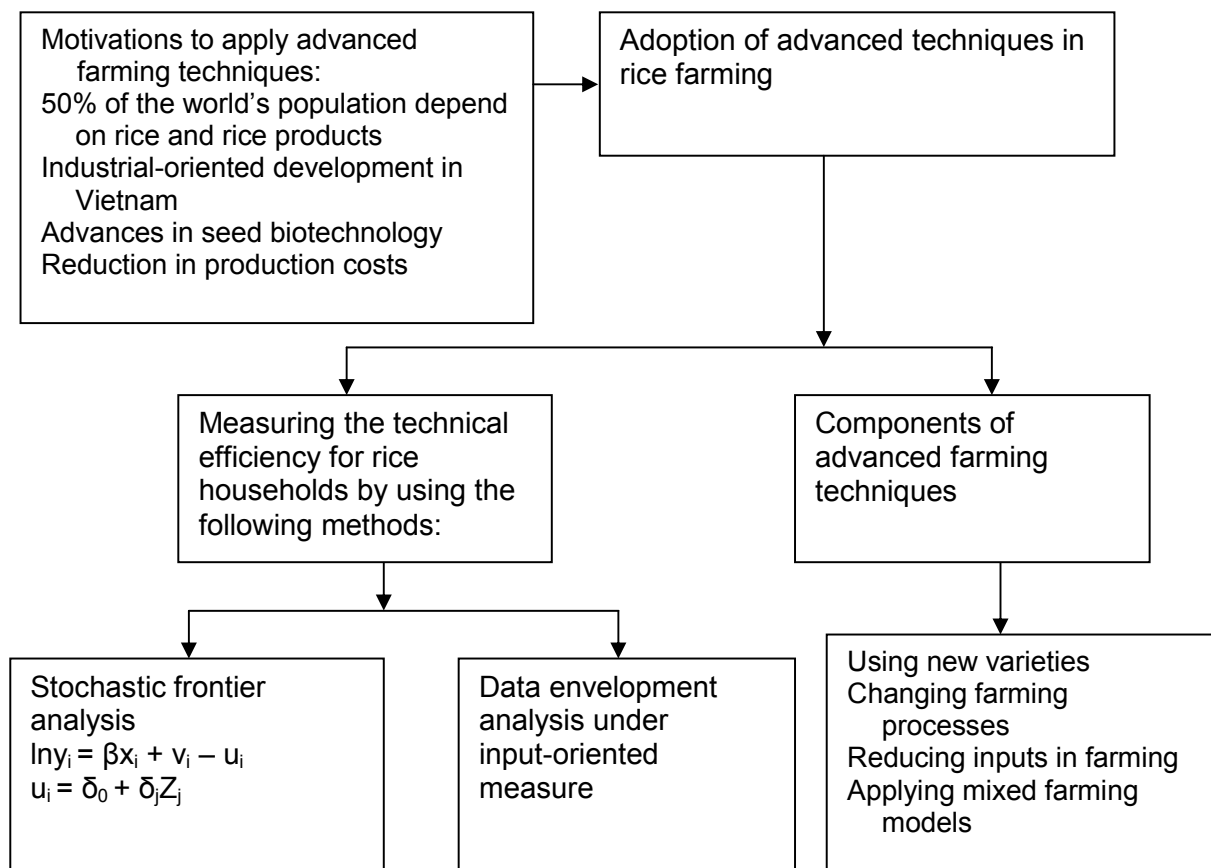 Motivations to apply advanced
farming techniques:
50% of the world’s population depend
on rice and rice products
Industrial-oriented development in
Vietnam
Advances in seed biotechnology
Reduction in production costs
Adoption of advanced techniques in
rice farming
Measuring the technical
efficiency for rice
households by using the
following methods:
Components of
advanced farming
techniques
Stochastic frontier
analysis
lnyᵢ = βxᵢ + vᵢ – uᵢ
uᵢ = δ₀ + δⱼZⱼ
Data envelopment
analysis under
input-oriented
measure
Using new varieties
Changing farming
processes
Reducing inputs in farming
Applying mixed farming
models